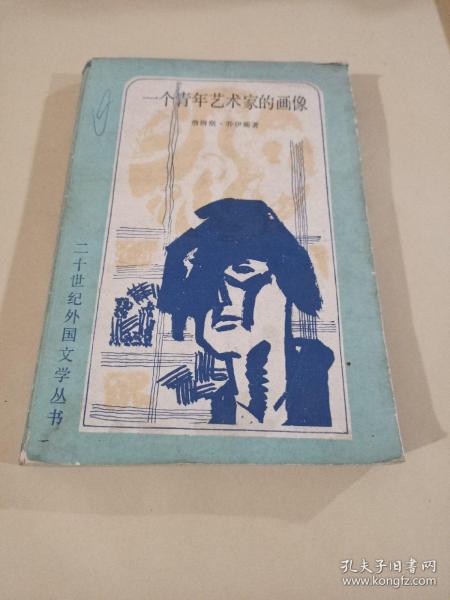 一个青年艺术家的画像
詹姆斯·乔伊斯著
二十世纪外国文学丛书
孔夫子旧书网
www.kongfz.com